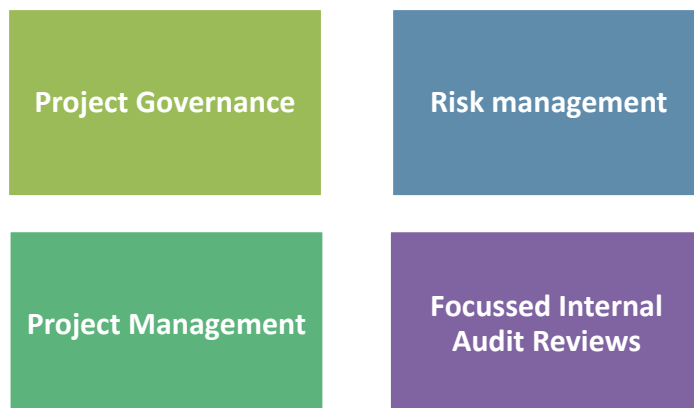 Project Governance
Risk management
Project Management
Focussed Internal
Audit Reviews